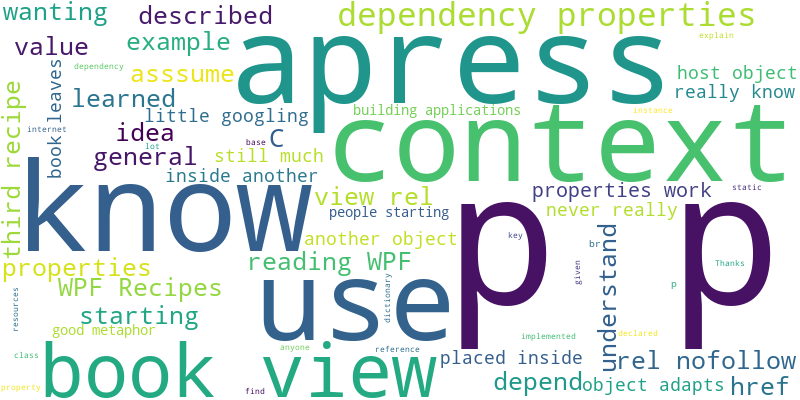 wanting
described
dependency properties
value
example
apress
explain
dependency
asssume
host object
learned
really know
book leaves
little googling
building applications
instance
third recipe
internet
idea
base
C
context
lot
general
still much
know
inside another
view rel
properties work
static
people starting
never really
p p
another object
key
br
reading WPF
properties
understand
given
Thanks
WPF Recipes
use
p
resources
starting
dictionary
good metaphor
implemented
declared
class
book view
anyone
reference
placed inside
rel nofollow
property
find
depend
object adapts
href